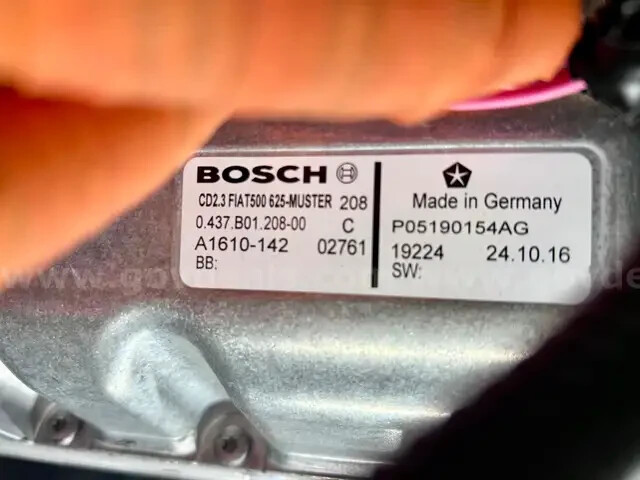 BOSCH
CD2.3 FIAT500 625-MUSTER 208
0.437.B01.208-00 C
A1610-142 02761
BB:
Made in Germany
P05190154AG
19224 24.10.16
SW: